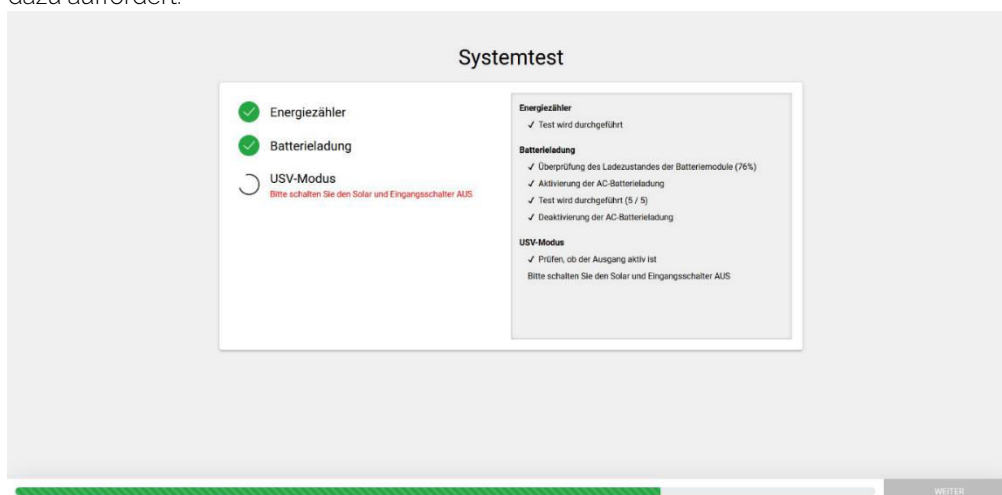 dazu auffordert.
Systemtest
Energiezähler
Batterieladung
USV-Modus
Bitte schalten Sie den Solar und Eingangsschalter AUS
Energiezähler
✓ Test wird durchgeführt
Batterieladung
✓ Überprüfung des Ladezustandes der Batteriemodule (76%)
✓ Aktivierung der AC-Batterieladung
✓ Test wird durchgeführt (5 / 5)
✓ Deaktivierung der AC-Batterieladung
USV-Modus
✓ Prüfen, ob der Ausgang aktiv ist
Bitte schalten Sie den Solar und Eingangsschalter AUS
WEITER